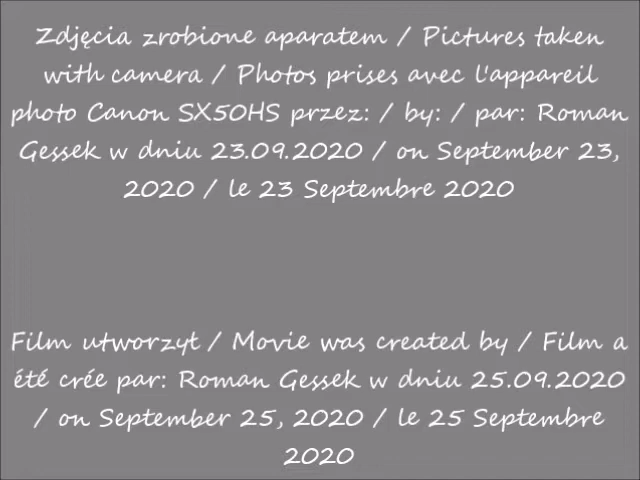 Zdjęcia zrobione aparatem / Pictures taken
with camera / Photos prises avec l'appareil
photo Canon SX50HS przez: / by: / par: Roman
Gessek w dniu 23.09.2020 / on September 23,
2020 / le 23 Septembre 2020
Film utworzył / Movie was created by / Film a
été crée par: Roman Gessek w dniu 25.09.2020
/ on September 25, 2020 / le 25 Septembre
2020